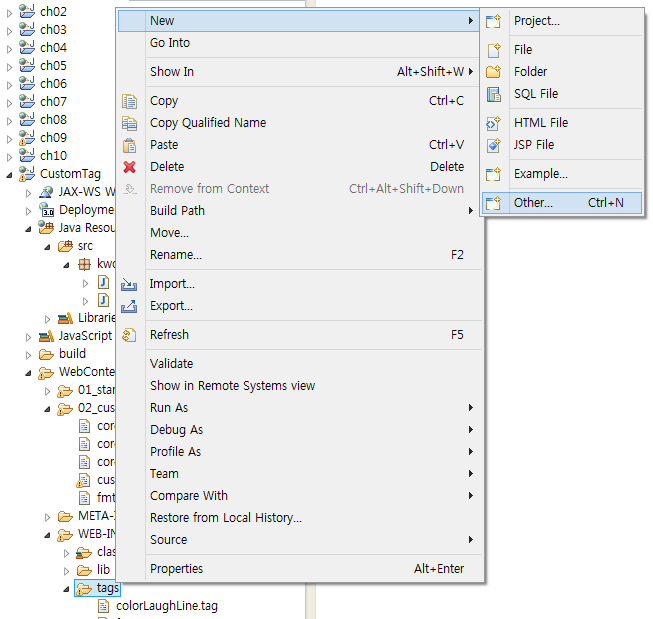 ch02
ch03
ch04
ch05
ch06
ch07
ch08
ch09
ch10
CustomTag
JAX-WS W
Deployme
3.0
Java Resou
src
kwo
J
J
Librarie
JavaScript
build
WebConte
01_star
02_cus
cor
cor
cor
cus
fmt
META-I
WEB-IN
clas
lib
tags
colorLaughLine.tag
New
Go Into
Show In Alt+Shift+W
Copy Ctrl+C
Copy Qualified Name
Paste Ctrl+V
Delete Delete
Remove from Context Ctrl+Alt+Shift+Down
Build Path
Move...
Rename... F2
Import...
Export...
Refresh F5
Validate
Show in Remote Systems view
Run As
Debug As
Profile As
Team
Compare With
Restore from Local History...
Source
Properties Alt+Enter
Project...
File
Folder
SQL File
HTML File
JSP File
Example...
Other... Ctrl+N